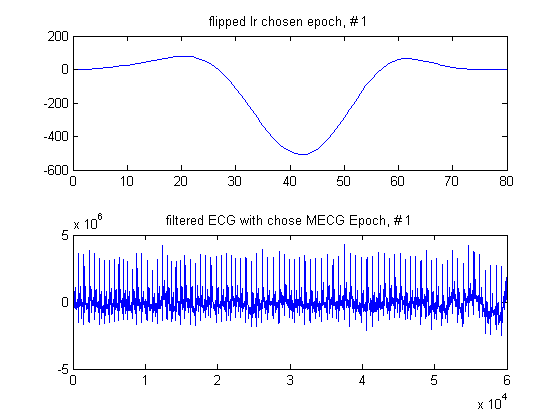 flipped lr chosen epoch, #1
200
0
-200
-400
-600
0 10 20 30 40 50 60 70 80
filtered ECG with chose MECG Epoch, #1
x 10^6
5
0
-5
0 1 2 3 4 5 6
x 10^4